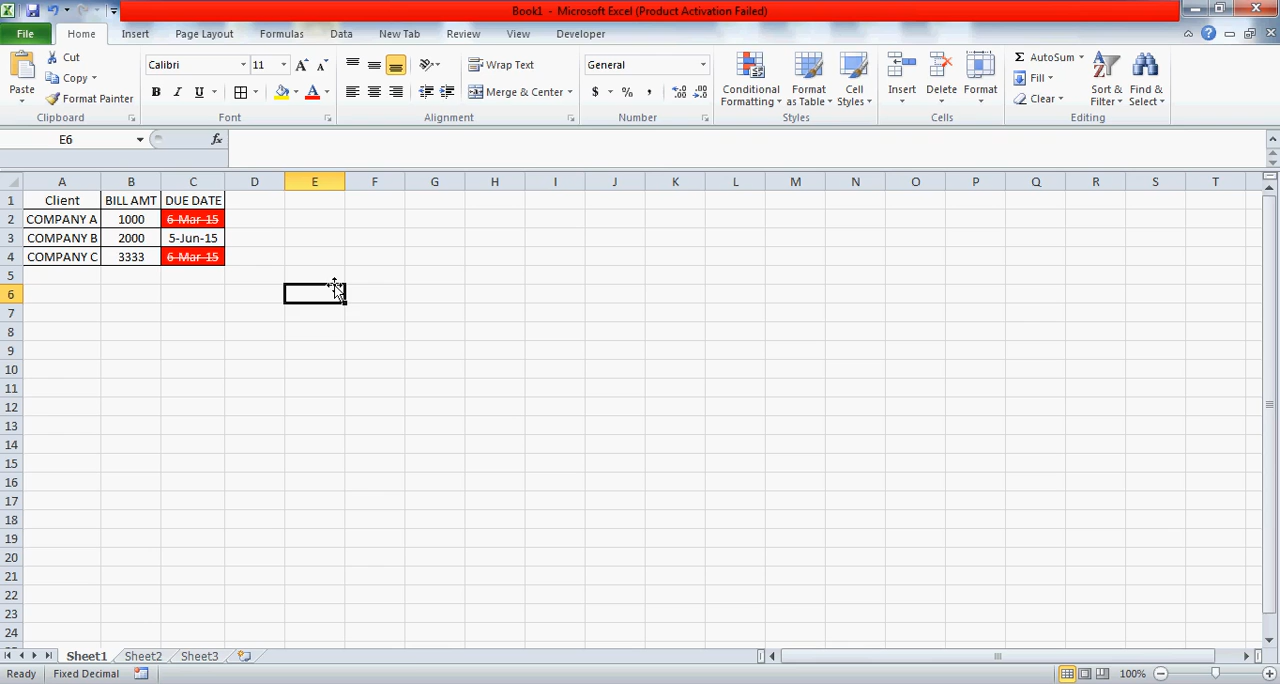 Book1 - Microsoft Excel (Product Activation Failed)
File Home Insert Page Layout Formulas Data New Tab Review View Developer
Paste Cut Copy Format Painter
Clipboard
Calibri 11 A A
B I U A
Font
Wrap Text
Merge & Center
Alignment
General
$ % ,
Number
Conditional Formatting Format as Table Cell Styles
Styles
Insert Delete Format
Cells
Σ AutoSum Fill Clear Sort & Filter Find & Select
Editing
E6 fx
A B C D E F G H I J K L M N O P Q R S T
1 Client BILL AMT DUE DATE
2 COMPANY A 1000 6-Mar-15
3 COMPANY B 2000 5-Jun-15
4 COMPANY C 3333 6-Mar-15
5
6
7
8
9
10
11
12
13
14
15
16
17
18
19
20
21
22
23
24
Sheet1 Sheet2 Sheet3
Ready Fixed Decimal 100%